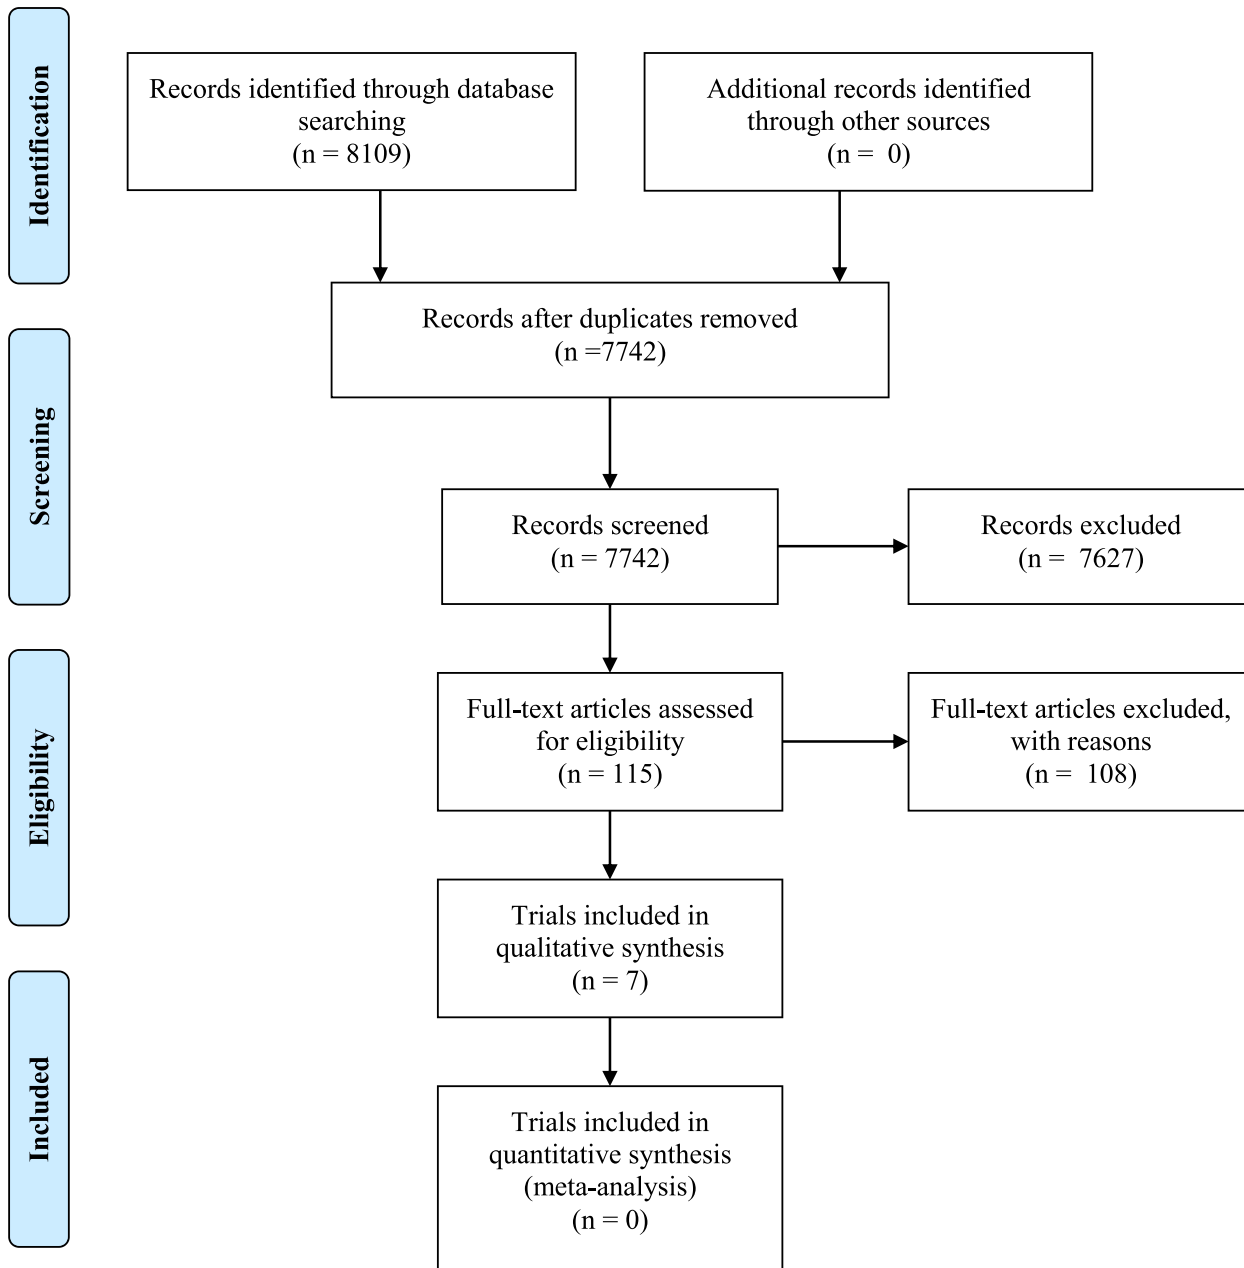 Identification
Records identified through database
searching
(n = 8109)
Additional records identified
through other sources
(n =  0)
Records after duplicates removed
(n =7742)
Screening
Records screened
(n = 7742)
Records excluded
(n =  7627)
Eligibility
Full-text articles assessed
for eligibility
(n = 115)
Full-text articles excluded,
with reasons
(n =  108)
Trials included in
qualitative synthesis
(n = 7)
Included
Trials included in
quantitative synthesis
(meta-analysis)
(n = 0)